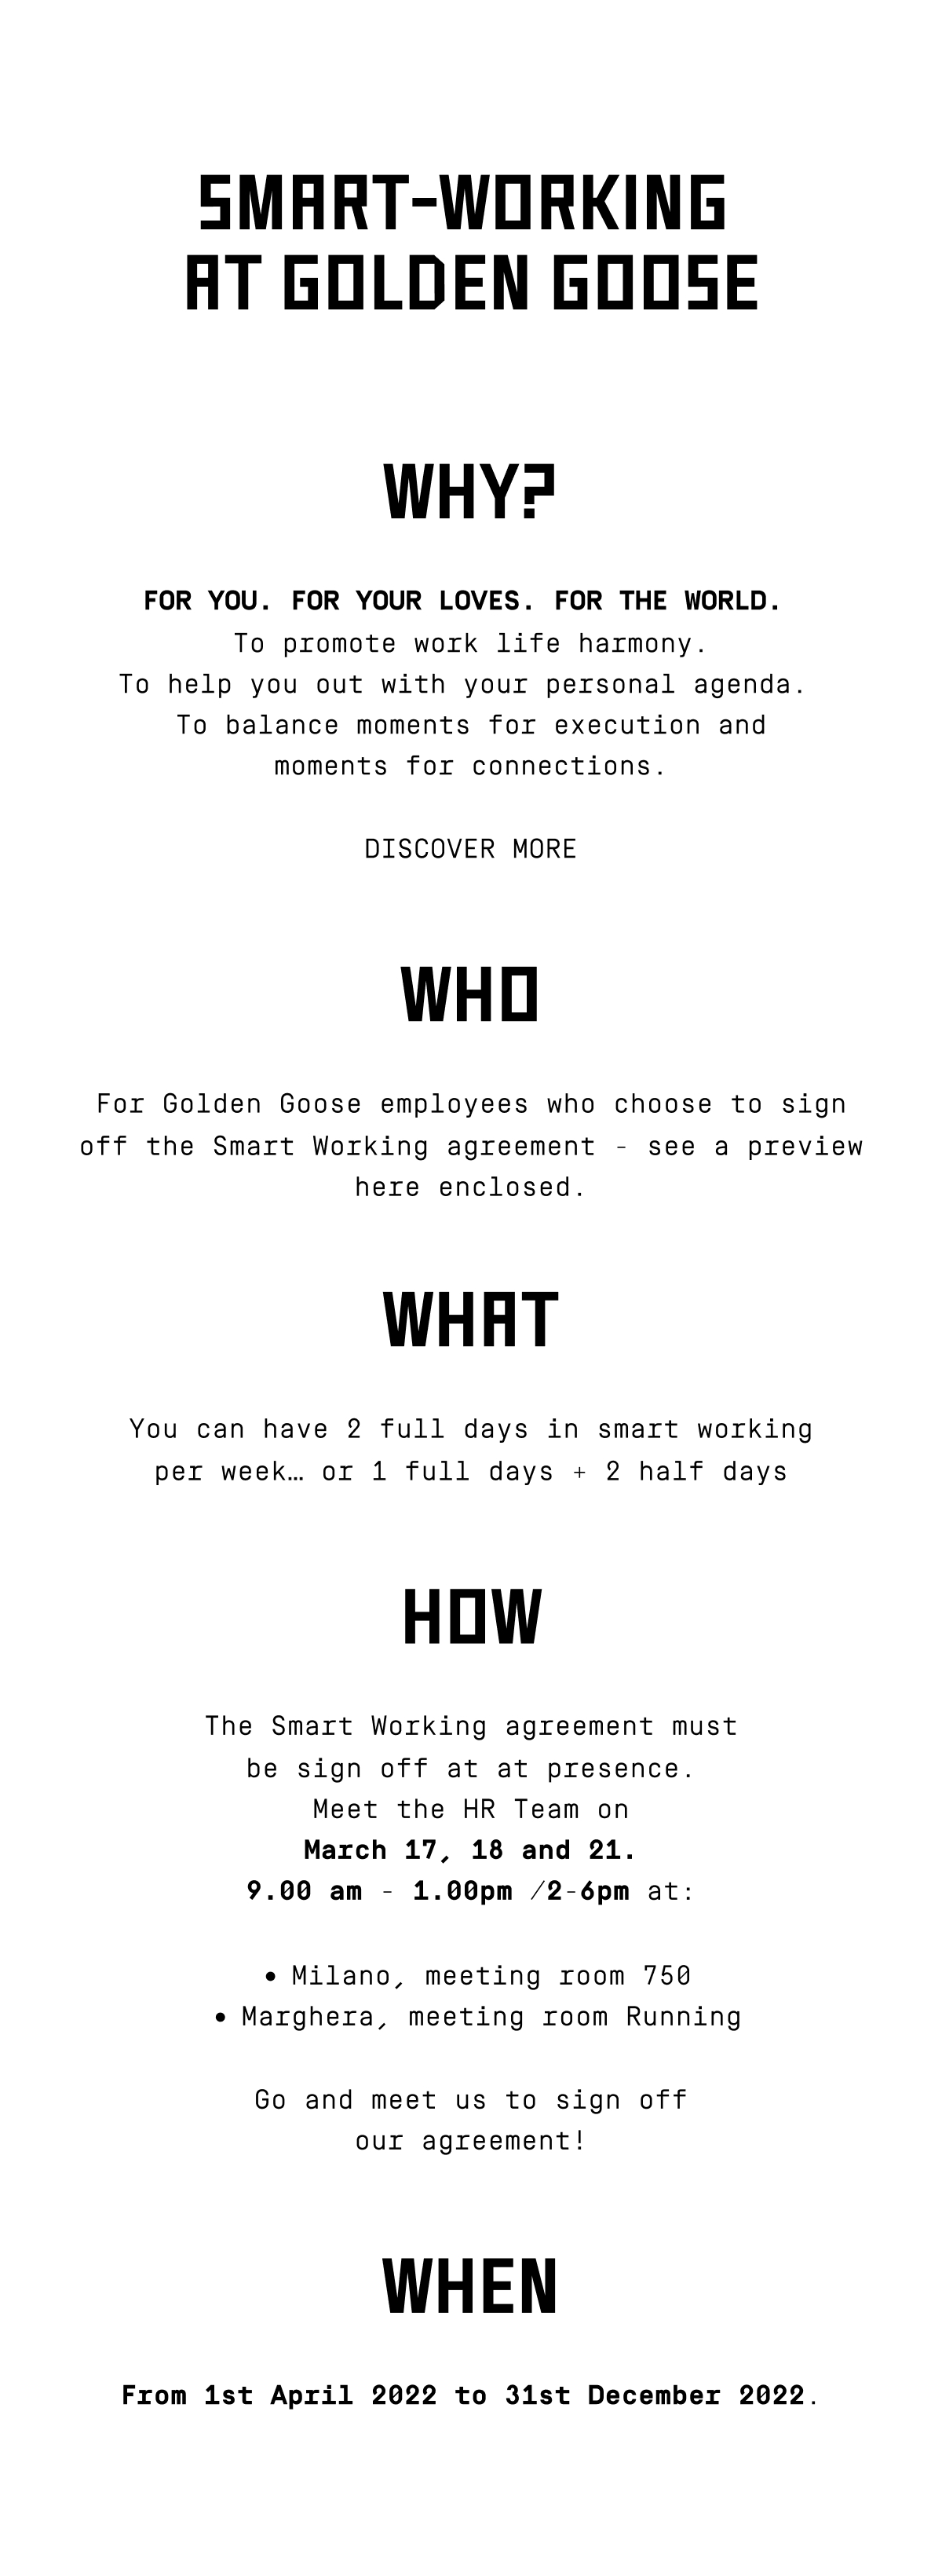 SMART-WORKING
AT GOLDEN GOOSE
WHY?
FOR YOU. FOR YOUR LOVES. FOR THE WORLD.
To promote work life harmony.
To help you out with your personal agenda.
To balance moments for execution and
moments for connections.
DISCOVER MORE
WHO
For Golden Goose employees who choose to sign
off the Smart Working agreement - see a preview
here enclosed.
WHAT
You can have 2 full days in smart working
per week… or 1 full days + 2 half days
HOW
The Smart Working agreement must
be sign off at at presence.
Meet the HR Team on
March 17, 18 and 21.
9.00 am - 1.00pm /2-6pm at:
• Milano, meeting room 750
• Marghera, meeting room Running
Go and meet us to sign off
our agreement!
WHEN
From 1st April 2022 to 31st December 2022.